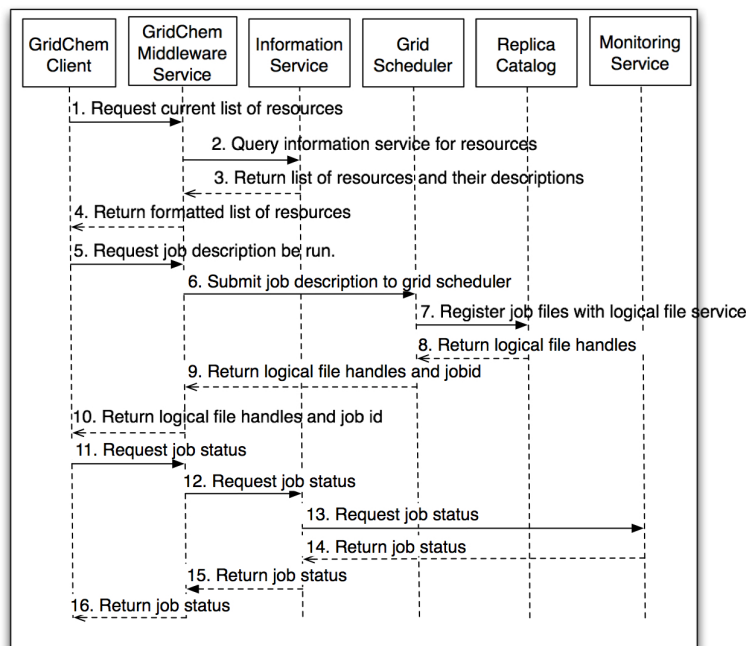 GridChem
Client
GridChem
Middleware
Service
Information
Service
Grid
Scheduler
Replica
Catalog
Monitoring
Service
1. Request current list of resources
2. Query information service for resources
3. Return list of resources and their descriptions
4. Return formatted list of resources
5. Request job description be run.
6. Submit job description to grid scheduler
7. Register job files with logical file service
8. Return logical file handles
9. Return logical file handles and jobid
10. Return logical file handles and job id
11. Request job status
12. Request job status
13. Request job status
14. Return job status
15. Return job status
16. Return job status